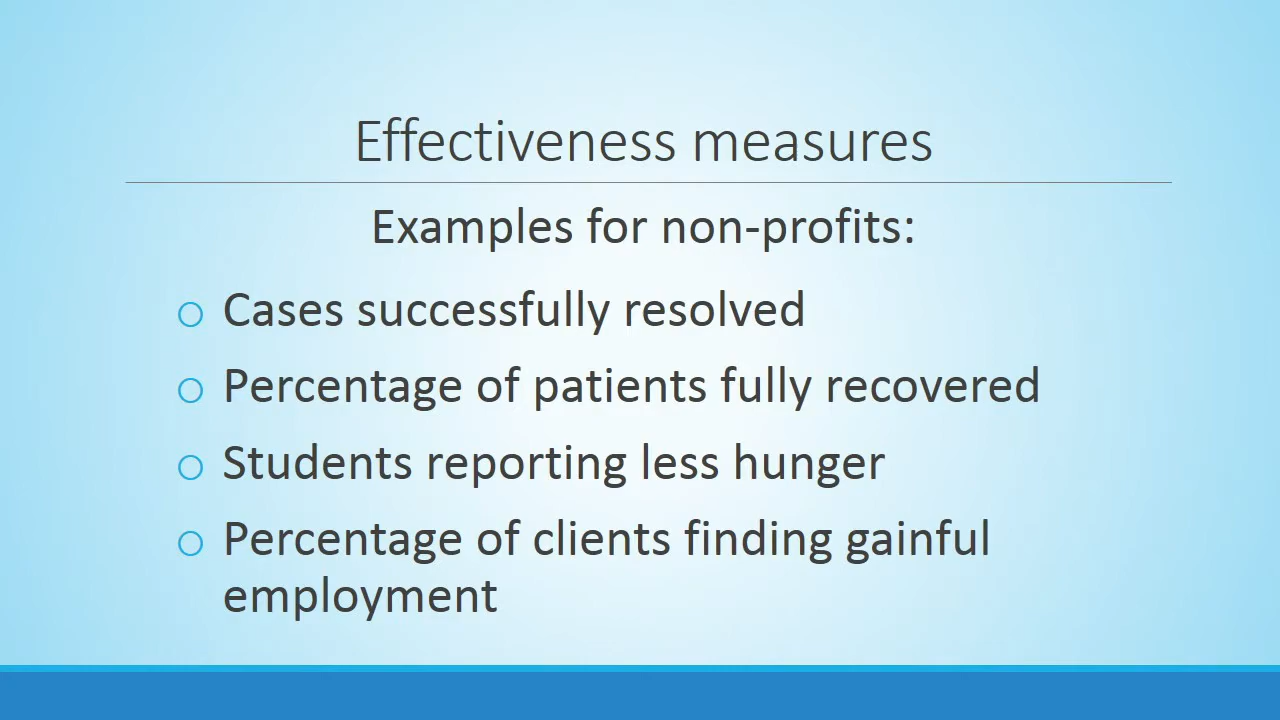 Effectiveness measures
Examples for non-profits:
Cases successfully resolved
Percentage of patients fully recovered
Students reporting less hunger
Percentage of clients finding gainful
employment